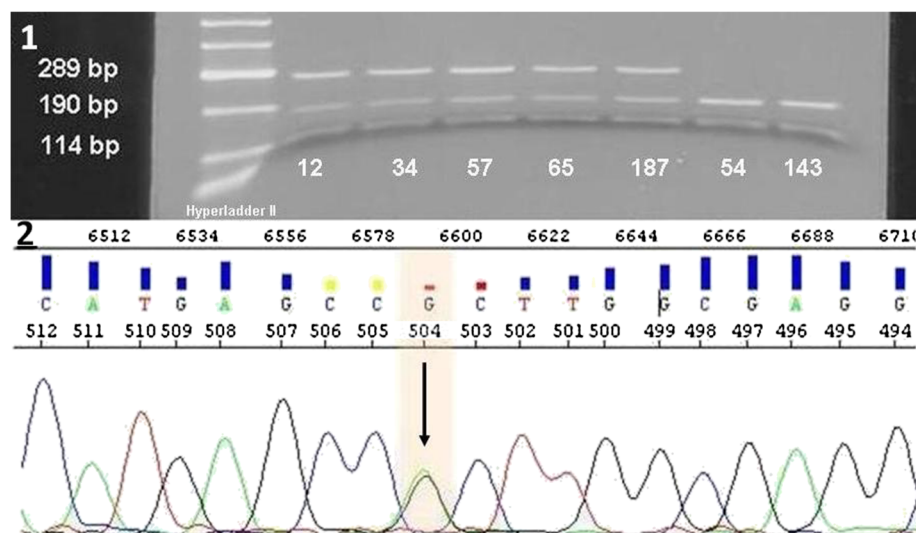 1
289 bp
190 bp
114 bp
12 34 57 65 187 54 143
Hyperladder II
2
6512 6534 6556 6578 6600 6622 6644 6666 6688 6710
C A T G A G C C G C T T G G C G A G G
512 511 510 509 508 507 506 505 504 503 502 501 500 499 498 497 496 495 494